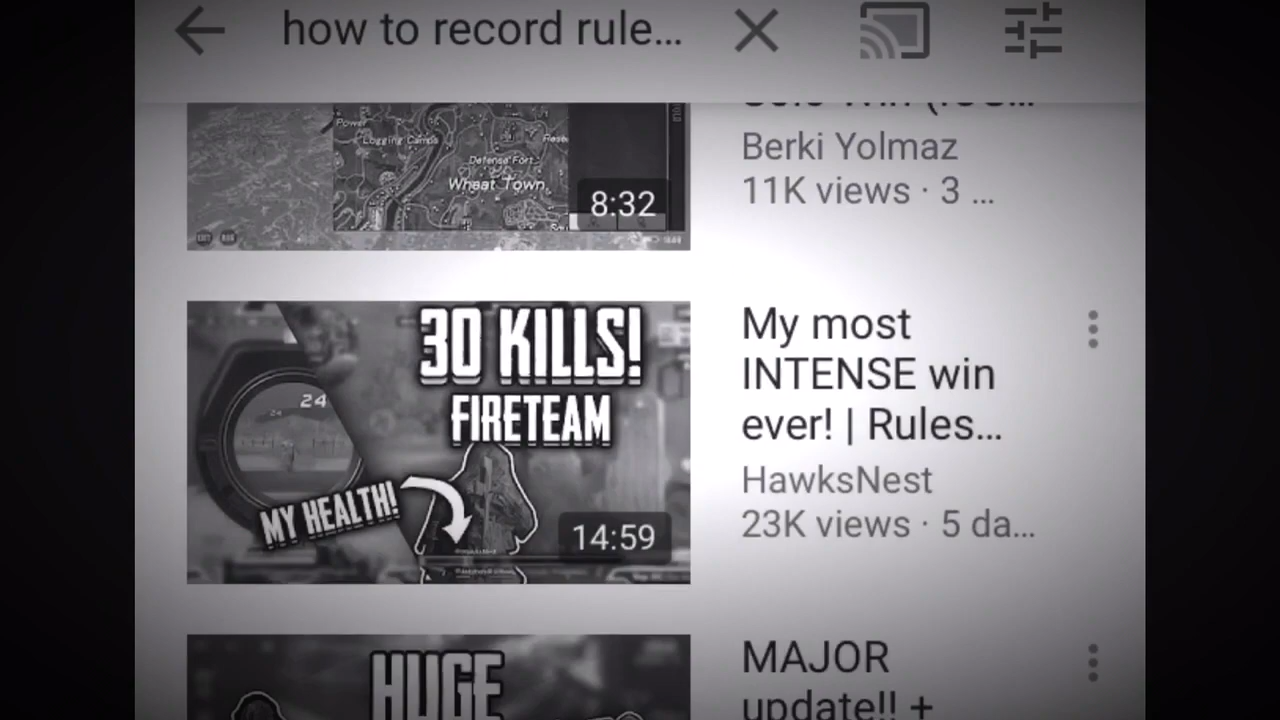 how to record rule...
Power
Logging Camps
Defense Fort
Wheat Town
8:32
Berki Yolmaz
11K views · 3 ...
30 KILLS!
FIRETEAM
24
24
MY HEALTH!
14:59
My most
INTENSE win
ever! | Rules...
HawksNest
23K views · 5 da...
HUGE
MAJOR
update!! +